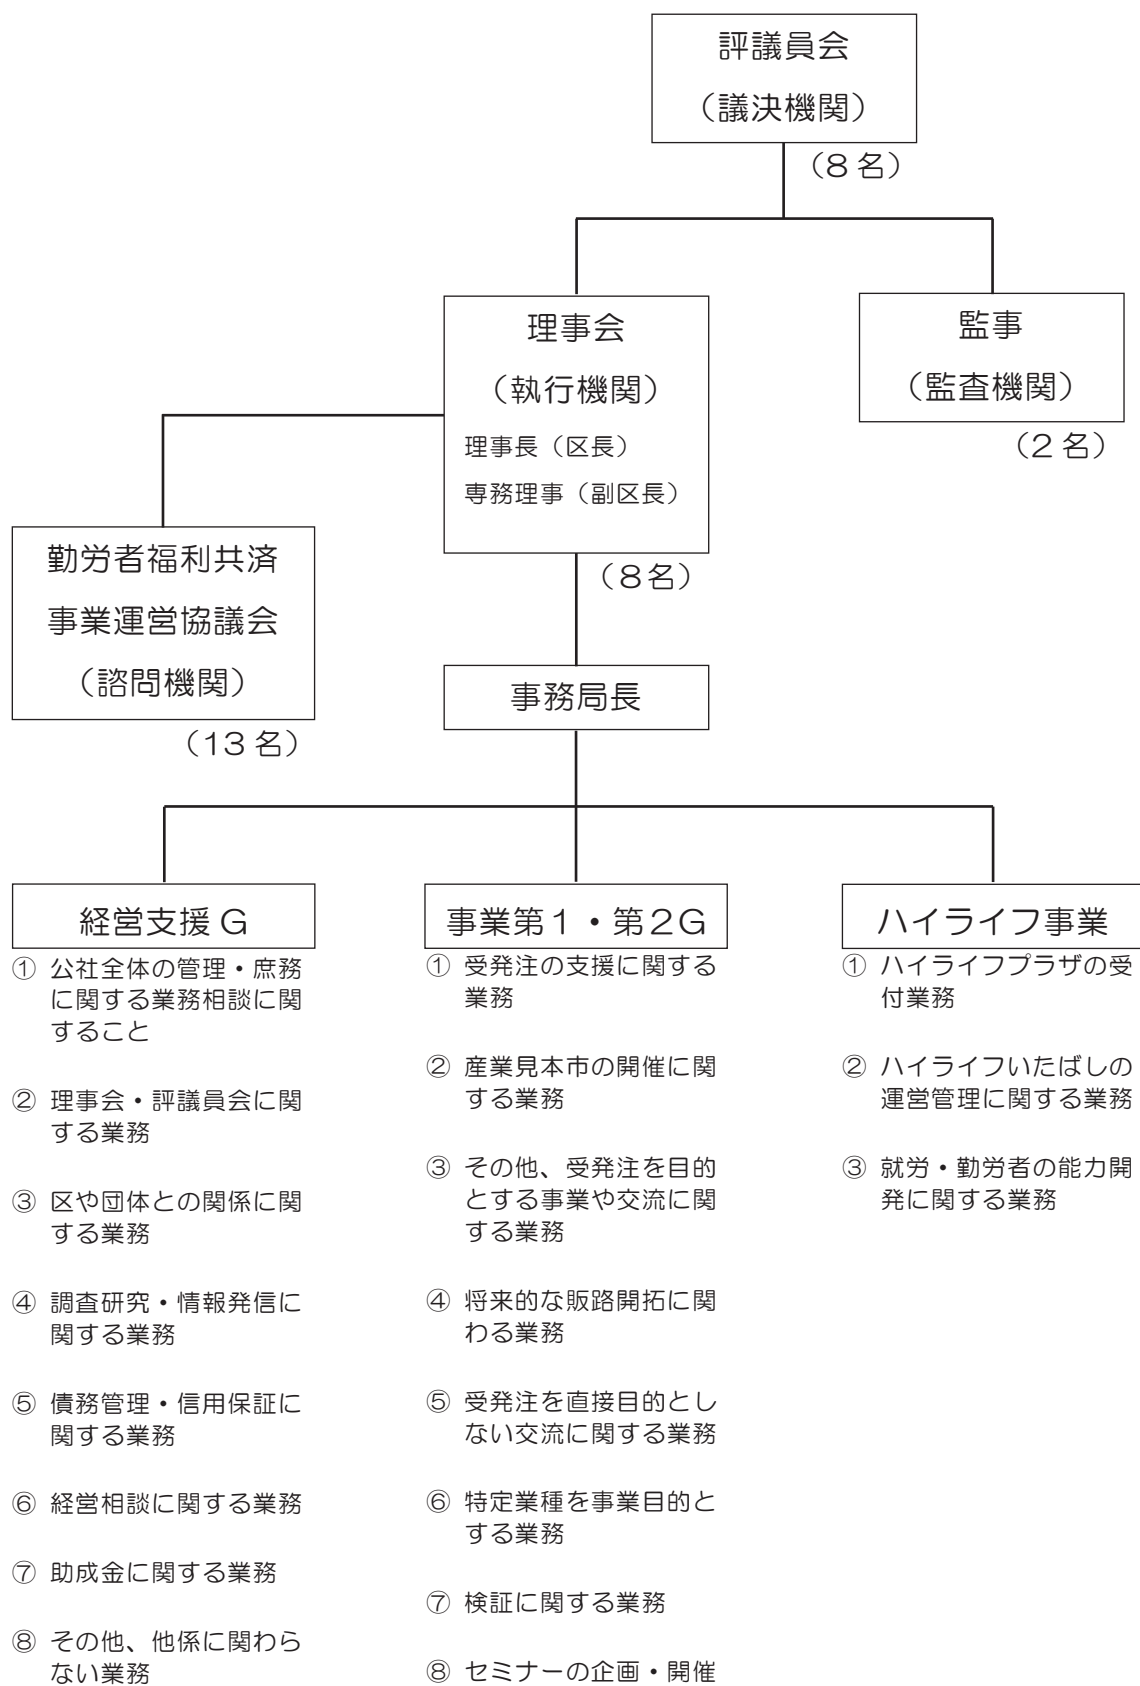 評議員会
（議決機関）
（8 名）
理事会
（執行機関）
理事長（区長）
専務理事（副区長）
（8名）
監事
（監査機関）
（2 名）
勤労者福利共済
事業運営協議会
（諮問機関）
（13 名）
事務局長
経営支援 G
① 公社全体の管理・庶務
に関する業務相談に関
すること
② 理事会・評議員会に関
する業務
③ 区や団体との関係に関
する業務
④ 調査研究・情報発信に
関する業務
⑤ 債務管理・信用保証に
関する業務
⑥ 経営相談に関する業務
⑦ 助成金に関する業務
⑧ その他、他係に関わら
ない業務
事業第１・第２G
① 受発注の支援に関する
業務
② 産業見本市の開催に関
する業務
③ その他、受発注を目的
とする事業や交流に関
する業務
④ 将来的な販路開拓に関
わる業務
⑤ 受発注を直接目的とし
ない交流に関する業務
⑥ 特定業種を事業目的と
する業務
⑦ 検証に関する業務
⑧ セミナーの企画・開催
ハイライフ事業
① ハイライフプラザの受
付業務
② ハイライフいたばしの
運営管理に関する業務
③ 就労・勤労者の能力開
発に関する業務